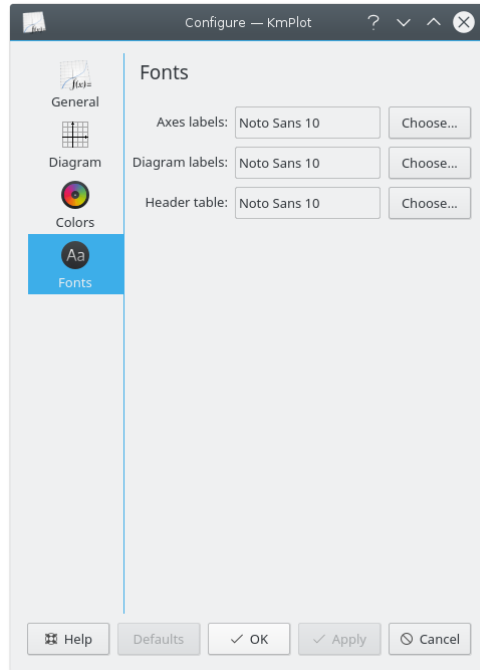 Configure — KmPlot
General
Diagram
Colors
Aa
Fonts
Fonts
Axes labels: Noto Sans 10 Choose...
Diagram labels: Noto Sans 10 Choose...
Header table: Noto Sans 10 Choose...
Help Defaults OK Apply Cancel